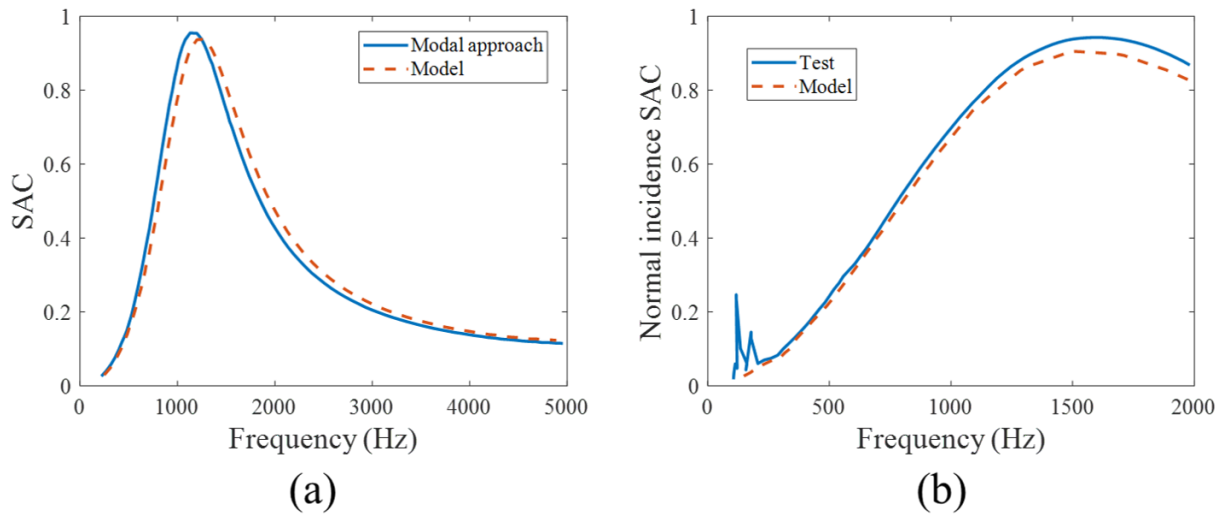 1
0.8
0.6
0.4
0.2
0
SAC
Modal approach
Model
0
1000
2000
3000
4000
5000
Frequency (Hz)
(a)
1
0.8
0.6
0.4
0.2
0
Normal incidence SAC
Test
Model
0
500
1000
1500
2000
Frequency (Hz)
(b)